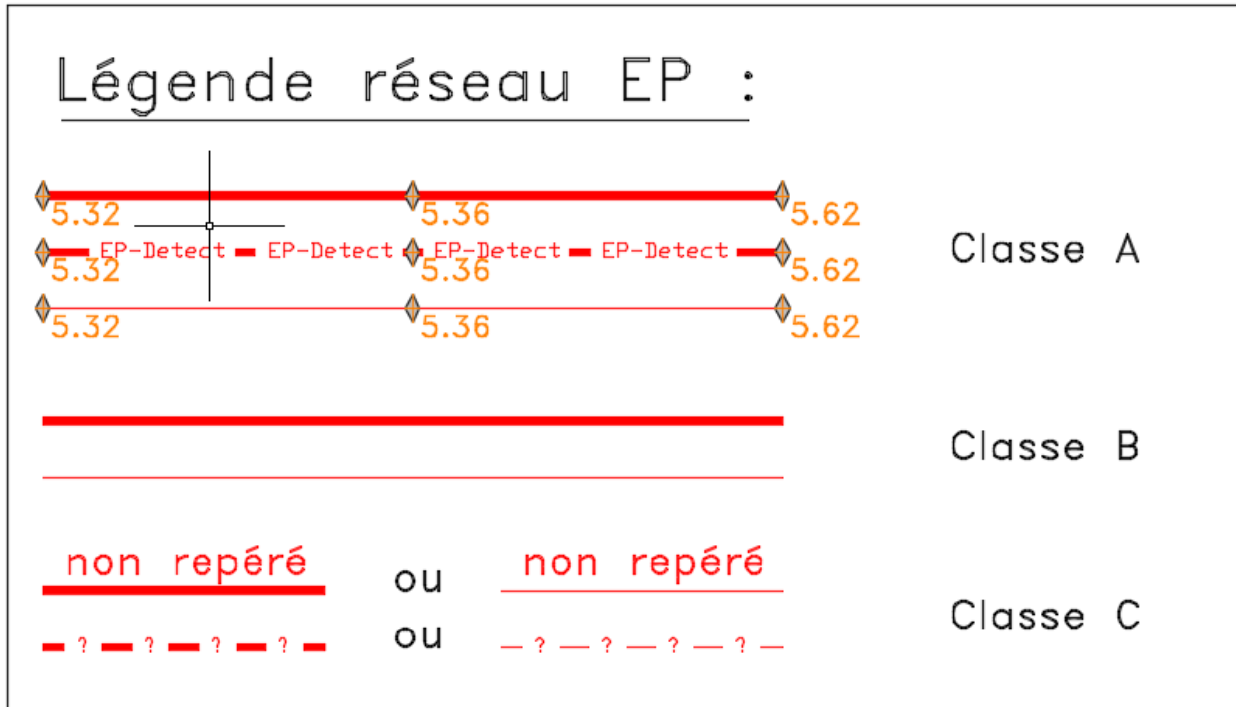 Légende réseau EP :
5.32 5.36 5.62
EP-Detect EP-Detect EP-Detect EP-Detect
5.32 5.36 5.62
Classe A
5.32 5.36 5.62
Classe B
non repéré ou non repéré
? ? ? ? ou ? ? ? ?
Classe C